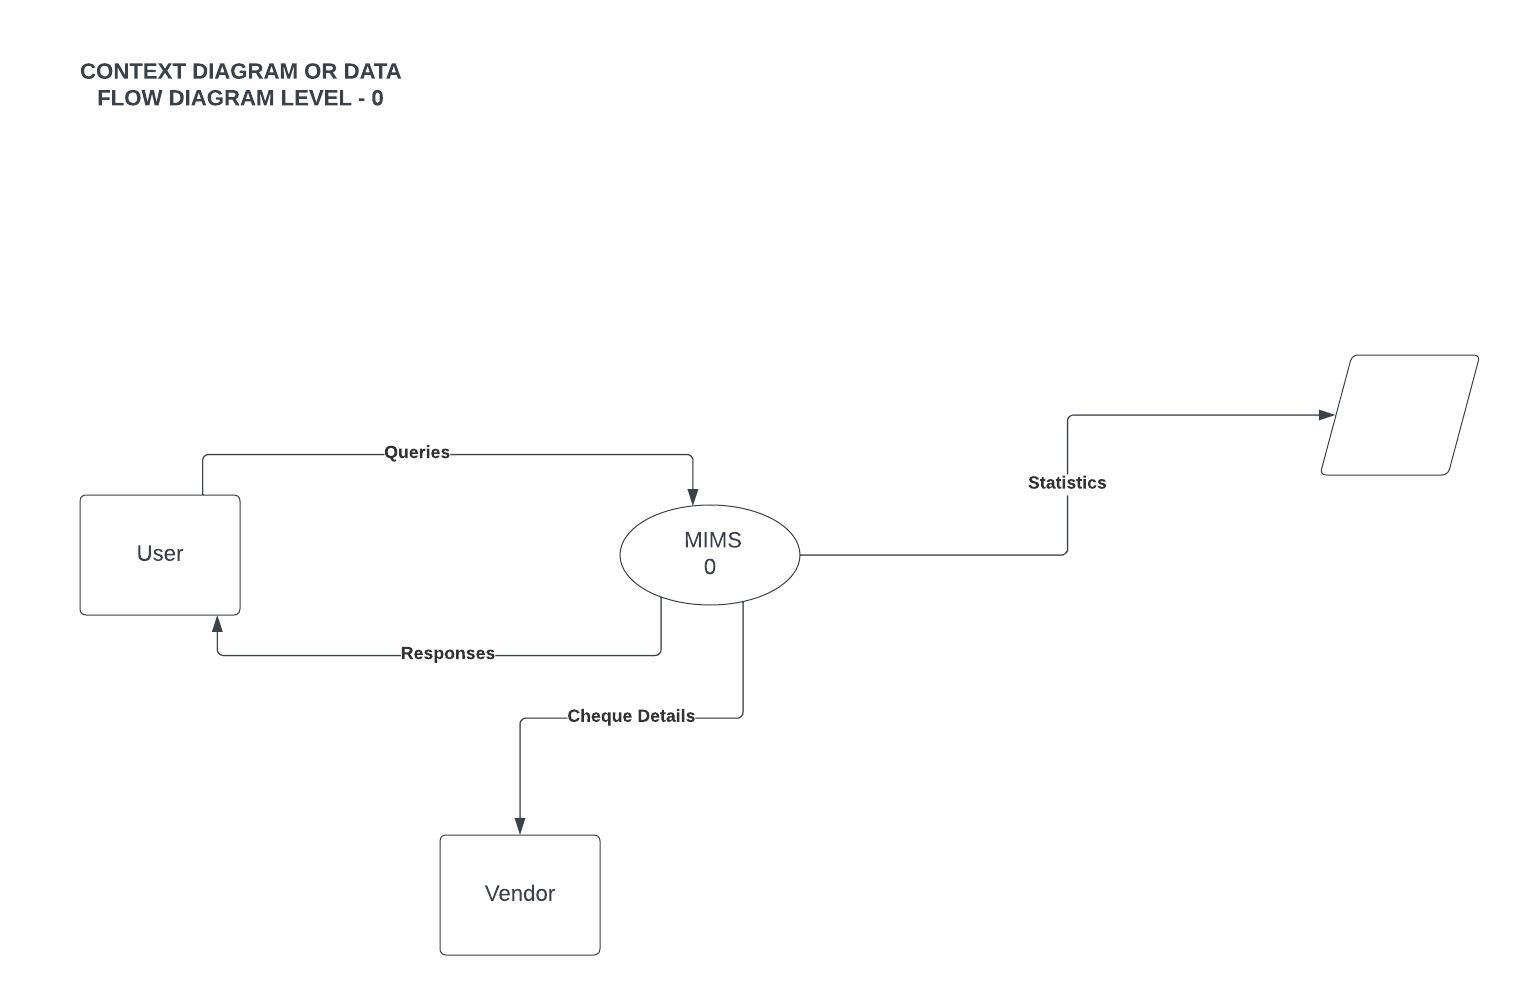 CONTEXT DIAGRAM OR DATA
FLOW DIAGRAM LEVEL - 0
Queries
Statistics
User
MIMS
0
Responses
Cheque Details
Vendor